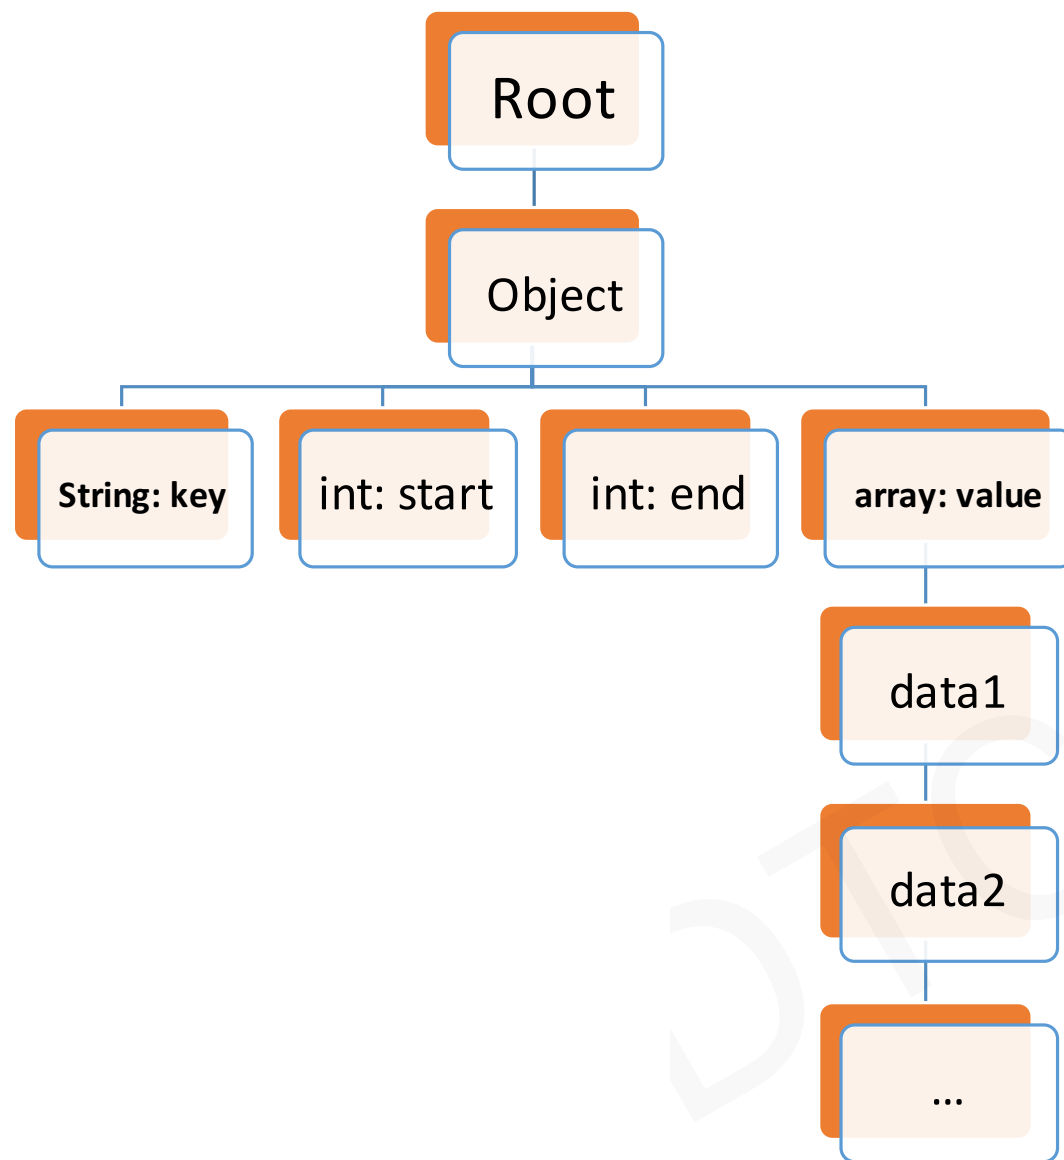 Root
Object
String: key
int: start
int: end
array: value
data1
data2
...